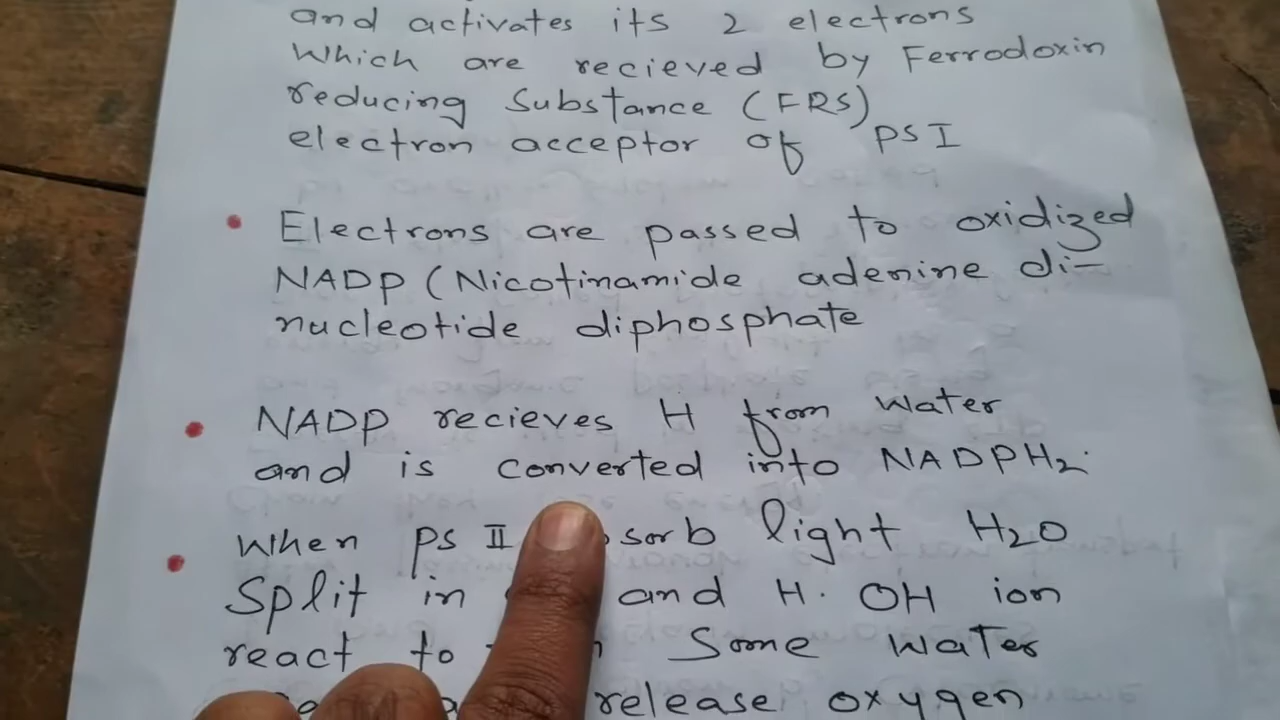 and activates its 2 electrons
Which are recieved by Ferrodoxin
reducing Substance (FRS)
electron acceptor of PS I
Electrons are passed to oxidized
NADP (Nicotinamide adenine di-
nucleotide diphosphate
NADP recieves H from water
and is converted into NADPH2.
When PS II light H2O
Split in and H. OH ion
react to Some water
release oxygen